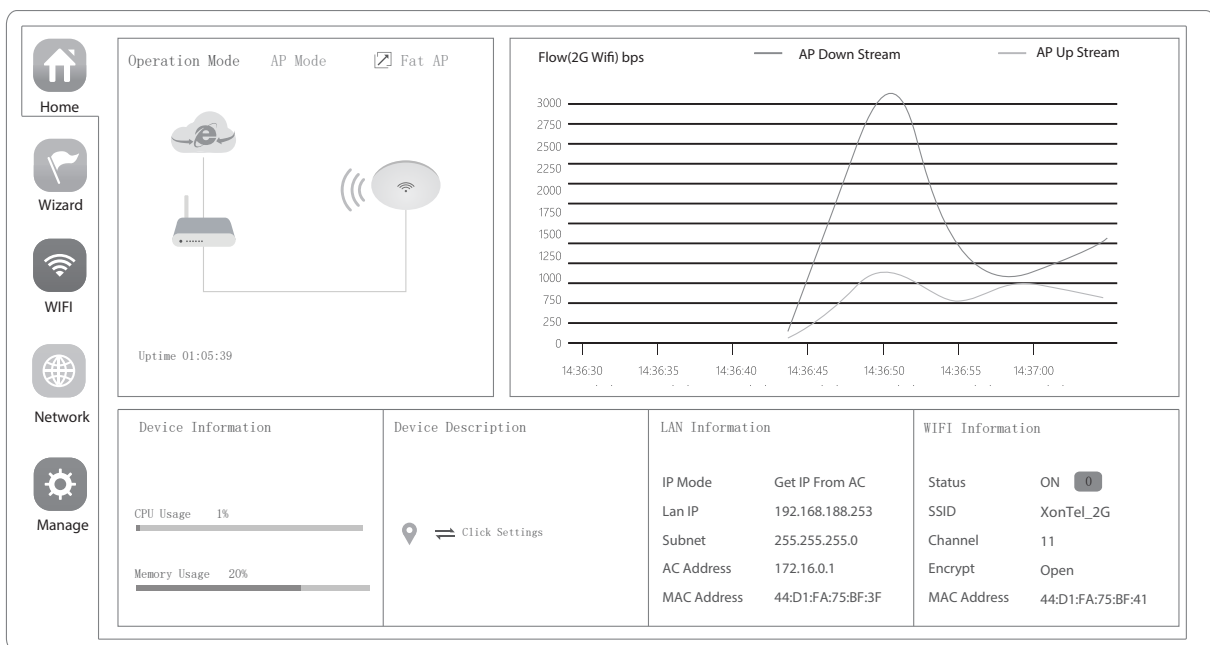 Home
Wizard
WIFI
Network
Manage
Operation Mode AP Mode Fat AP
Uptime 01:05:39
Flow(2G Wifi) bps AP Down Stream AP Up Stream
3000
2750
2500
2250
2000
1750
1500
1250
1000
750
250
0
14:36:30 14:36:35 14:36:40 14:36:45 14:36:50 14:36:55 14:37:00
Device Information
CPU Usage 1%
Memory Usage 20%
Device Description
Click Settings
LAN Information
IP Mode Get IP From AC
Lan IP 192.168.188.253
Subnet 255.255.255.0
AC Address 172.16.0.1
MAC Address 44:D1:FA:75:BF:3F
WIFI Information
Status ON 0
SSID XonTel_2G
Channel 11
Encrypt Open
MAC Address 44:D1:FA:75:BF:41